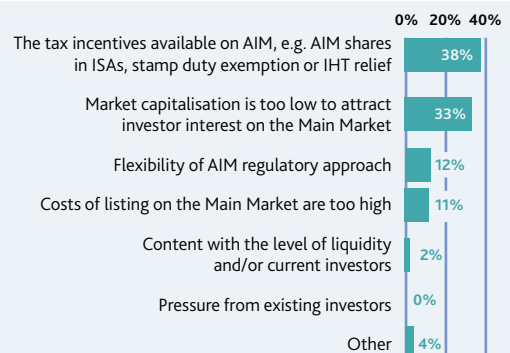 0% 20% 40%
The tax incentives available on AIM, e.g. AIM shares
in ISAs, stamp duty exemption or IHT relief
38%
Market capitalisation is too low to attract
investor interest on the Main Market
33%
Flexibility of AIM regulatory approach 12%
Costs of listing on the Main Market are too high 11%
Content with the level of liquidity
and/or current investors
2%
Pressure from existing investors 0%
Other 4%